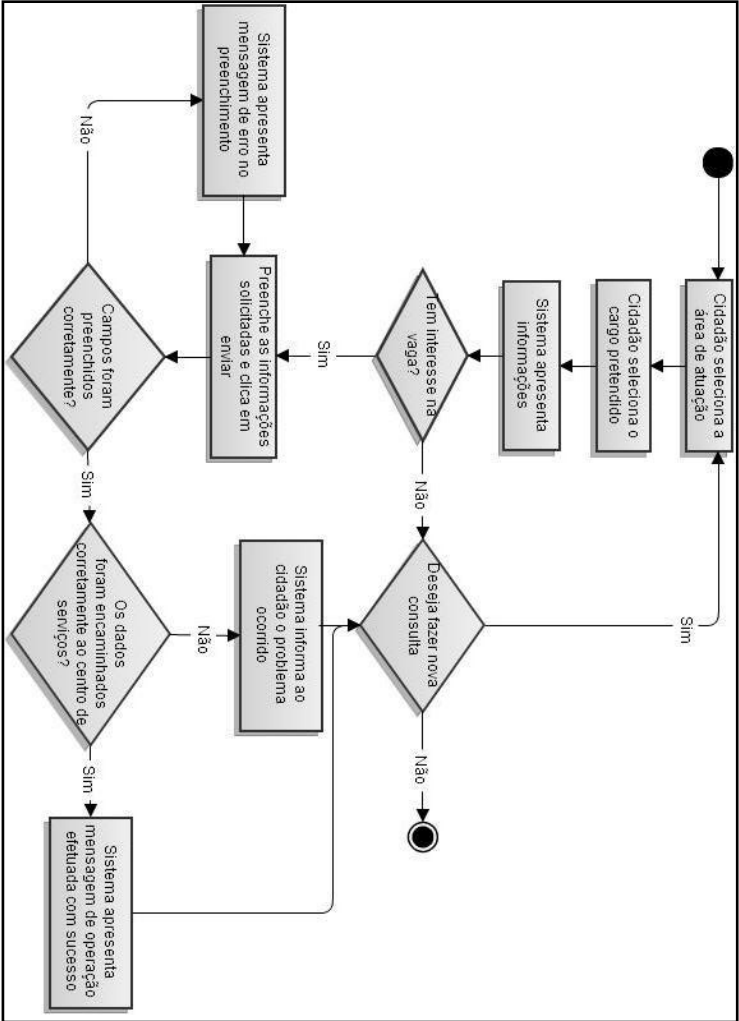 Cidadão seleciona a
área de atuação
Cidadão seleciona o
cargo pretendido
Sistema apresenta
informações
Tem interesse na
vaga?
Sim
Não
Deseja fazer nova
consulta
Sim
Não
Sistema apresenta
mensagem de erro no
preenchimento
Preenche as informações
solicitadas e clica em
enviar
Não
Campos foram
preenchidos
corretamente?
Sim
Os dados
foram encaminhados
corretamente ao centro de
serviços?
Não
Sistema informa ao
cidadão o problema
ocorrido
Sim
Sistema apresenta
mensagem de operação
efetuada com sucesso